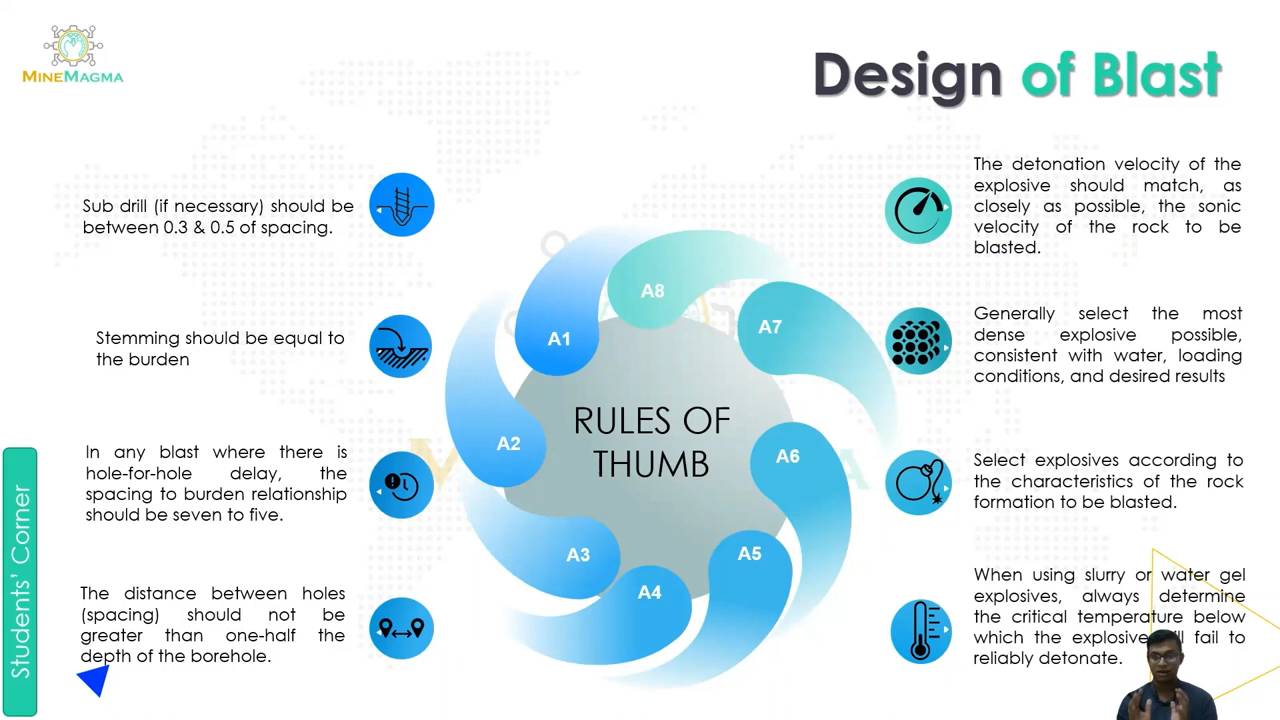 MINEMAGMA
Design of Blast
Sub drill (if necessary) should be
between 0.3 & 0.5 of spacing.
Stemming should be equal to
the burden
In any blast where there is
hole-for-hole delay, the
spacing to burden relationship
should be seven to five.
The distance between holes
(spacing) should not be
greater than one-half the
depth of the borehole.
A1
A2
A3
A4
A5
A6
A7
A8
RULES OF
THUMB
The detonation velocity of the
explosive should match, as
closely as possible, the sonic
velocity of the rock to be
blasted.
Generally select the most
dense explosive possible,
consistent with water, loading
conditions, and desired results
Select explosives according to
the characteristics of the rock
formation to be blasted.
When using slurry or water gel
explosives, always determine
the critical temperature below
which the explosive fail to
reliably detonate.
Students' Corner